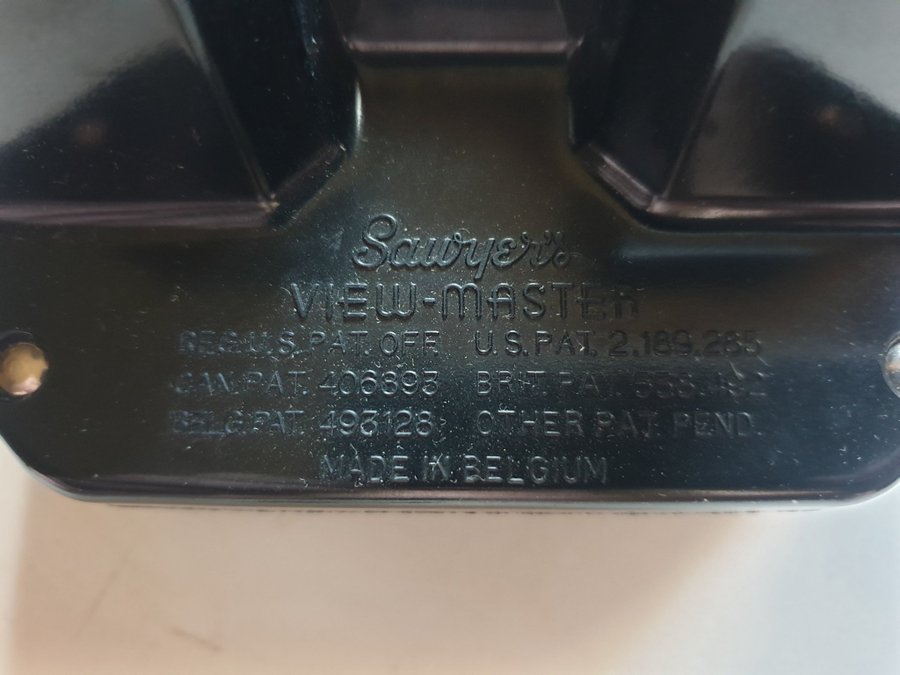 Sawyer's
VIEW-MASTER
REG. U.S. PAT. OFF. U.S. PAT. 2,189,285
CAN. PAT. 406893 BRIT. PAT.
BELG. PAT. 493128 OTHER PAT. PEND.
MADE IN BELGIUM